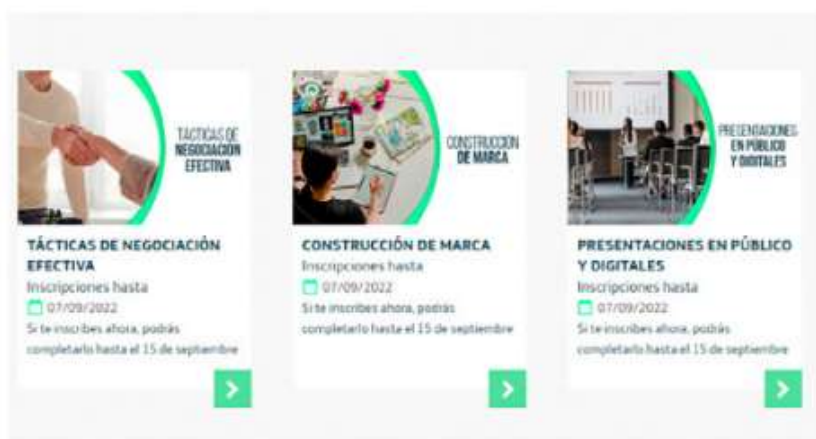 TÁCTICAS DE
NEGOCIACIÓN
EFECTIVA
TÁCTICAS DE NEGOCIACIÓN
EFECTIVA
Inscripciones hasta
07/09/2022
Si te inscribes ahora, podrás
completarlo hasta el 15 de septiembre
CONSTRUCCIÓN
DE MARCA
CONSTRUCCIÓN DE MARCA
Inscripciones hasta
07/09/2022
Si te inscribes ahora, podrás
completarlo hasta el 15 de septiembre
PRESENTACIONES
EN PÚBLICO
Y DIGITALES
PRESENTACIONES EN PÚBLICO
Y DIGITALES
Inscripciones hasta
07/09/2022
Si te inscribes ahora, podrás
completarlo hasta el 15 de septiembre